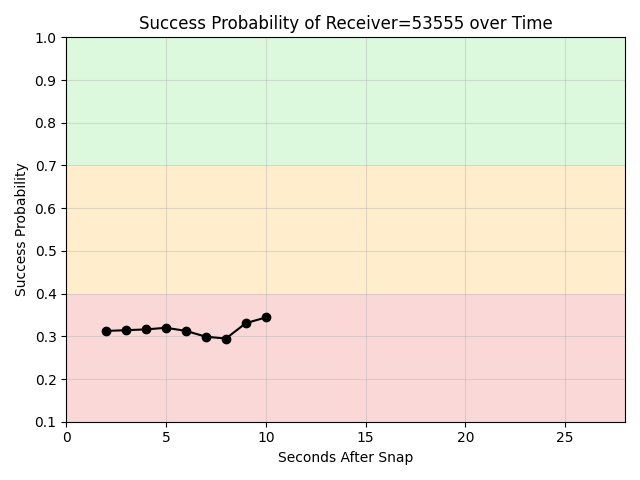 Success Probability of Receiver=53555 over Time
1.0
0.9
0.8
0.7
0.6
0.5
0.4
0.3
0.2
0.1
Success Probability
0 5 10 15 20 25
Seconds After Snap